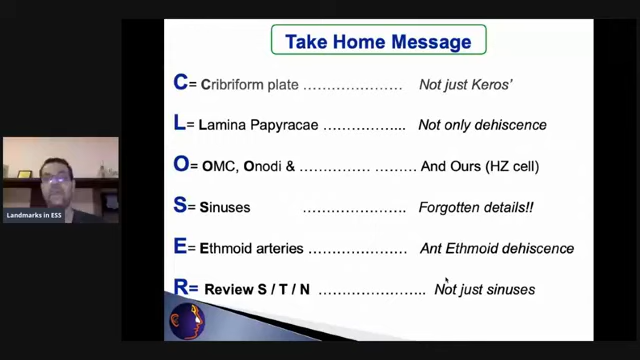 Take Home Message
C= Cribriform plate ………………… Not just Keros’
L= Lamina Papyracae ……………... Not only dehiscence
O= OMC, Onodi & …………… ……… And Ours (HZ cell)
S= Sinuses …………………. Forgotten details!!
E= Ethmoid arteries ……………….. Ant Ethmoid dehiscence
R= Review S / T / N …………………... Not just sinuses
Landmarks in ESS